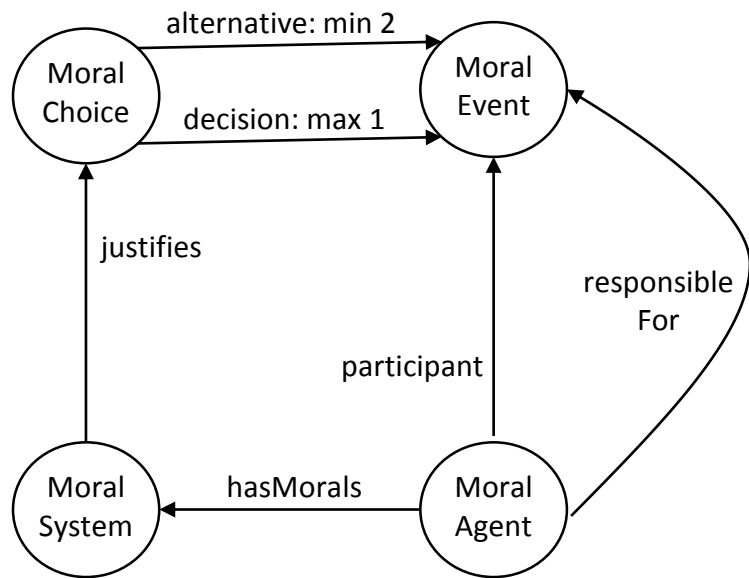 alternative: min 2
Moral
Choice
Moral
Event
decision: max 1
justifies
responsible
For
participant
Moral
System
hasMorals
Moral
Agent